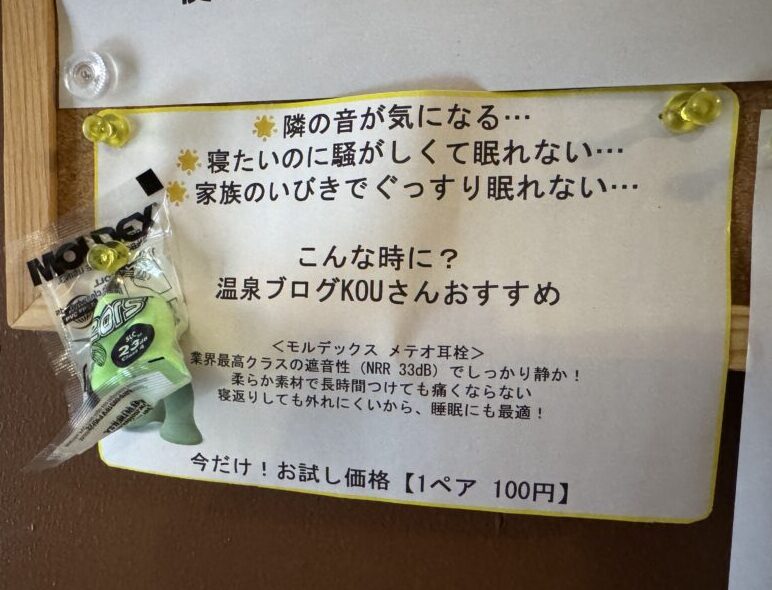 隣の音が気になる…
寝たいのに騒がしくて眠れない…
家族のいびきでぐっすり眠れない…
こんな時に？
温泉ブログKOUさんおすすめ
＜モルデックス メテオ耳栓＞
業界最高クラスの遮音性（NRR 33dB）でしっかり静か！
柔らか素材で長時間つけても痛くならない
寝返りしても外れにくいから、睡眠にも最適！
今だけ！お試し価格【1ペア 100円】
MOLDEX
23dB